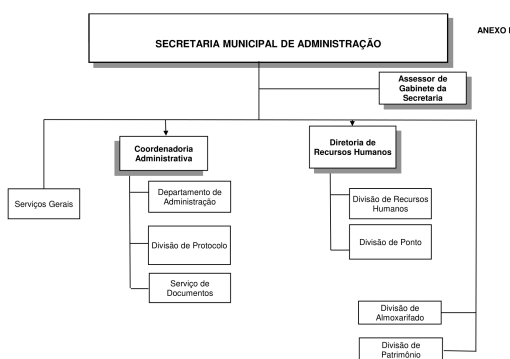 ANEXO I
SECRETARIA MUNICIPAL DE ADMINISTRAÇÃO
Assessor de
Gabinete da
Secretaria
Coordenadoria
Administrativa
Diretoria de
Recursos Humanos
Serviços Gerais
Departamento de
Administração
Divisão de Recursos
Humanos
Divisão de Protocolo
Divisão de Ponto
Serviço de
Documentos
Divisão de
Almoxarifado
Divisão de
Patrimônio